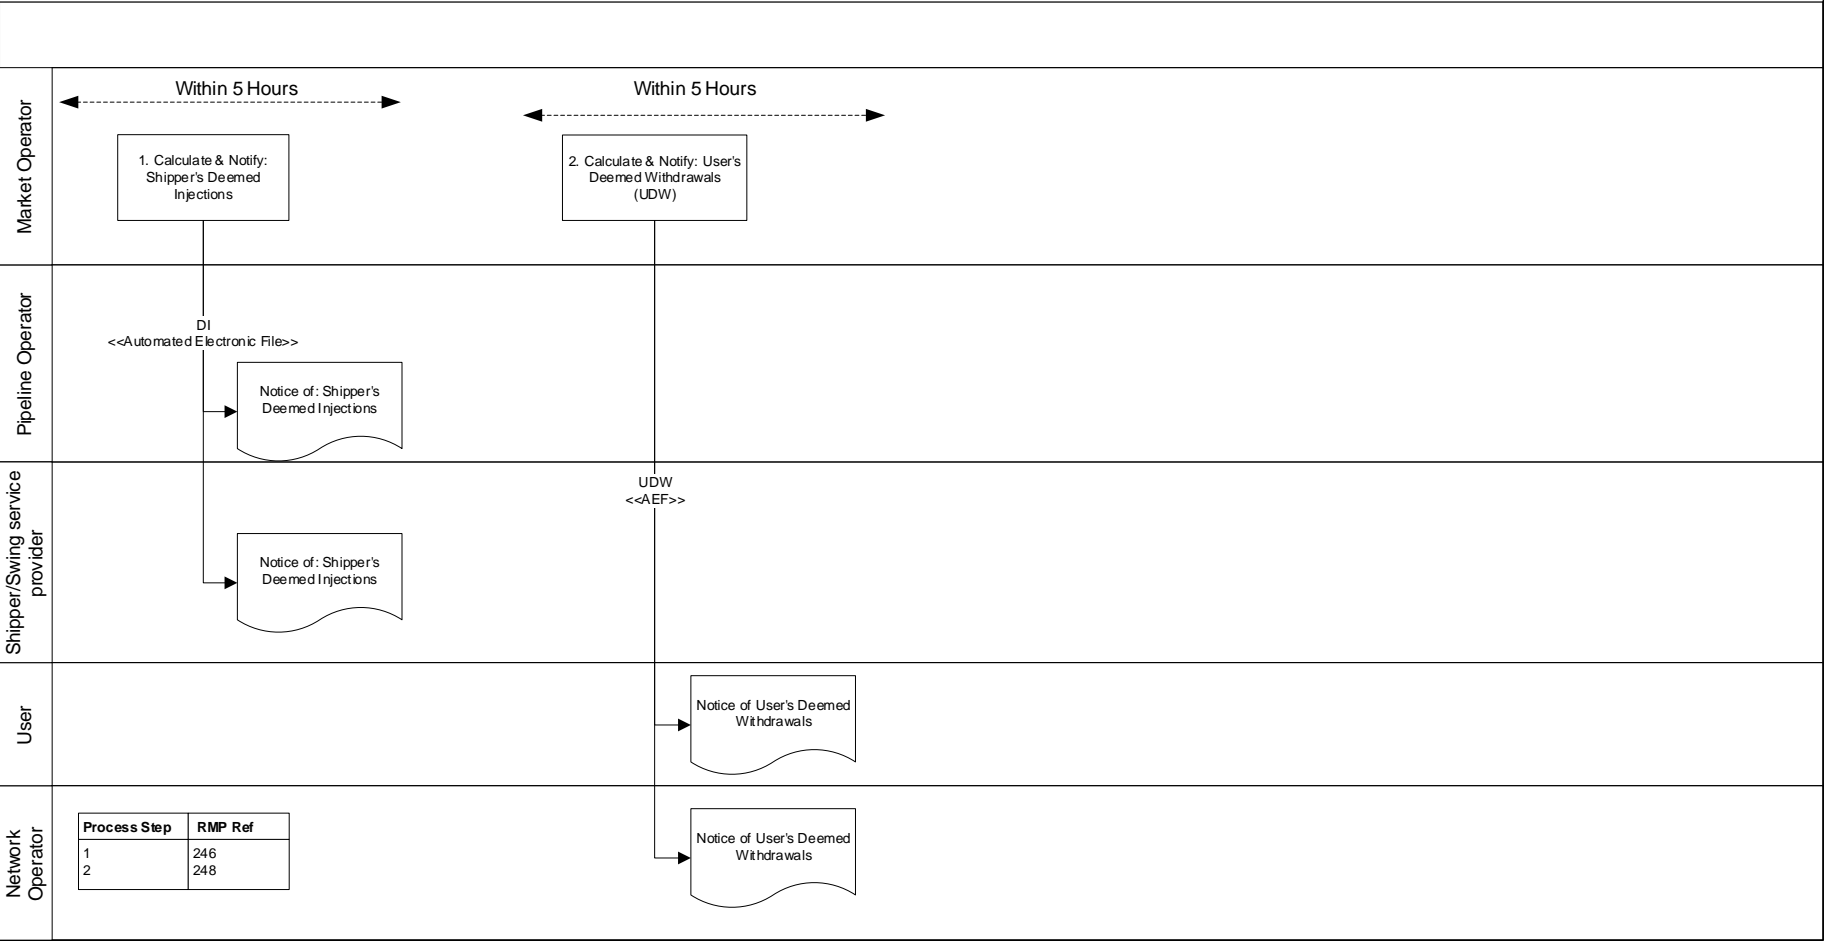 Market Operator
Within 5 Hours
Within 5 Hours
1. Calculate & Notify:
Shipper's Deemed
Injections
2. Calculate & Notify: User's
Deemed Withdrawals
(UDW)
Pipeline Operator
DI
<<Automated Electronic File>>
Notice of: Shipper's
Deemed Injections
Shipper/Swing service
provider
UDW
<<AEF>>
Notice of: Shipper's
Deemed Injections
User
Notice of User's Deemed
Withdrawals
Network
Operator
Process Step RMP Ref
1 246
2 248
Notice of User's Deemed
Withdrawals